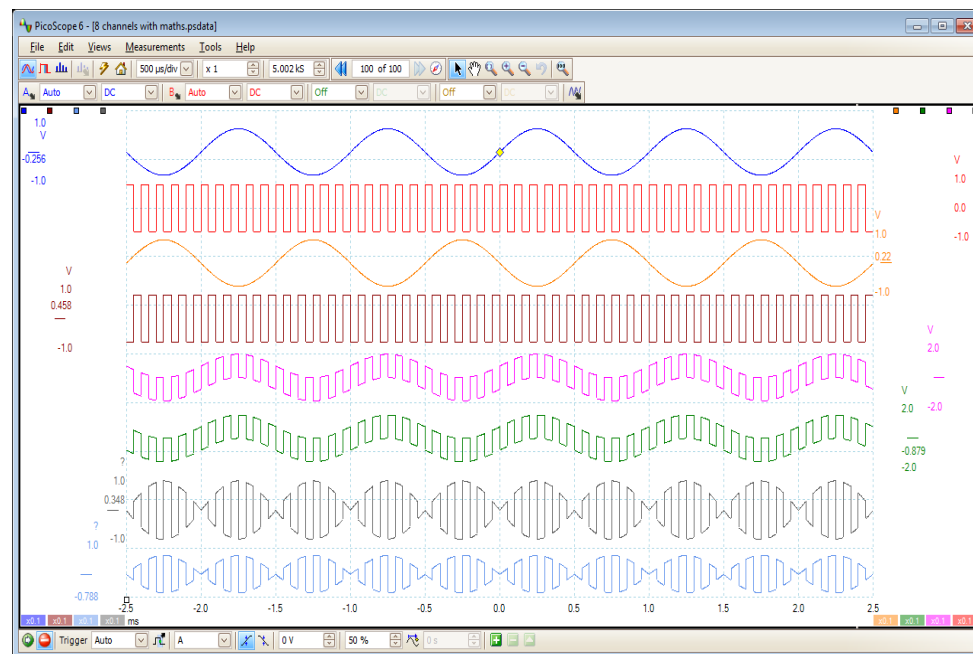 PicoScope 6 - [8 channels with maths.psdata]
File Edit Views Measurements Tools Help
500 µs/div x 1 5.002 kS 100 of 100
A Auto DC B Auto DC Off DC Off DC
1.0
V
-0.256
-1.0
V
1.0
0.0
-1.0
V
1.0
0.22
-1.0
V
1.0
0.458
-1.0
V
2.0
-2.0
V
2.0
-0.879
-2.0
?
1.0
0.348
-1.0
?
1.0
-0.788
-2.5 -2.0 -1.5 -1.0 -0.5 0.0 0.5 1.0 1.5 2.0 2.5
x0.1 x0.1 x0.1 x0.1 ms x0.1 x0.1 x0.1 x0.1
Trigger Auto A 0 V 50 % 0 s